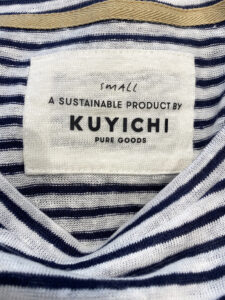 SMALL
A SUSTAINABLE PRODUCT BY
KUYICHI
PURE GOODS